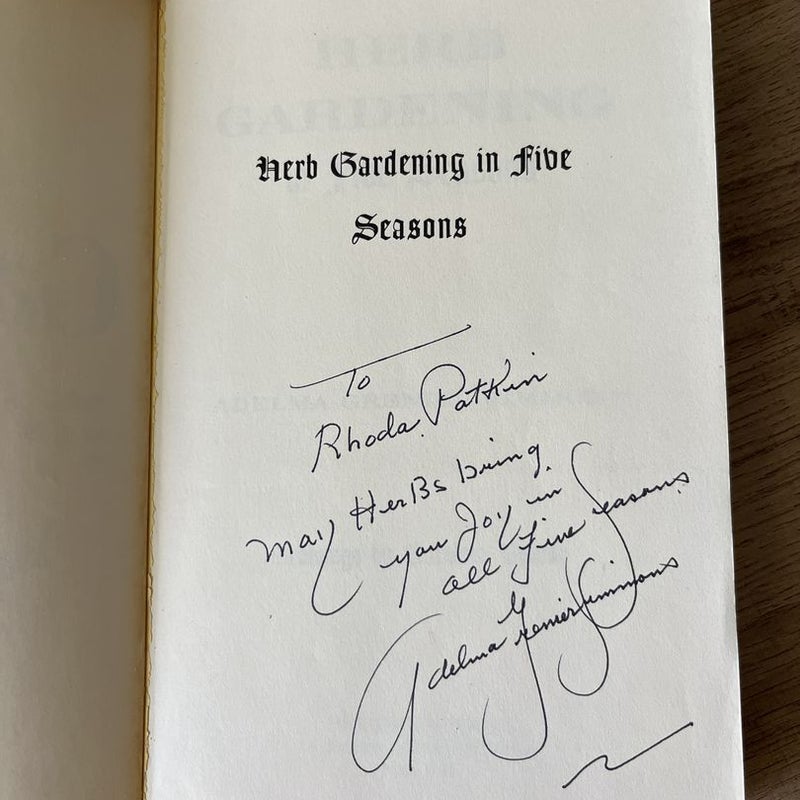 Herb Gardening in Five
Seasons
To
Rhoda Patkin
May Herbs bring
you Joy in
all Five Seasons
Adelma Grenier Simmons